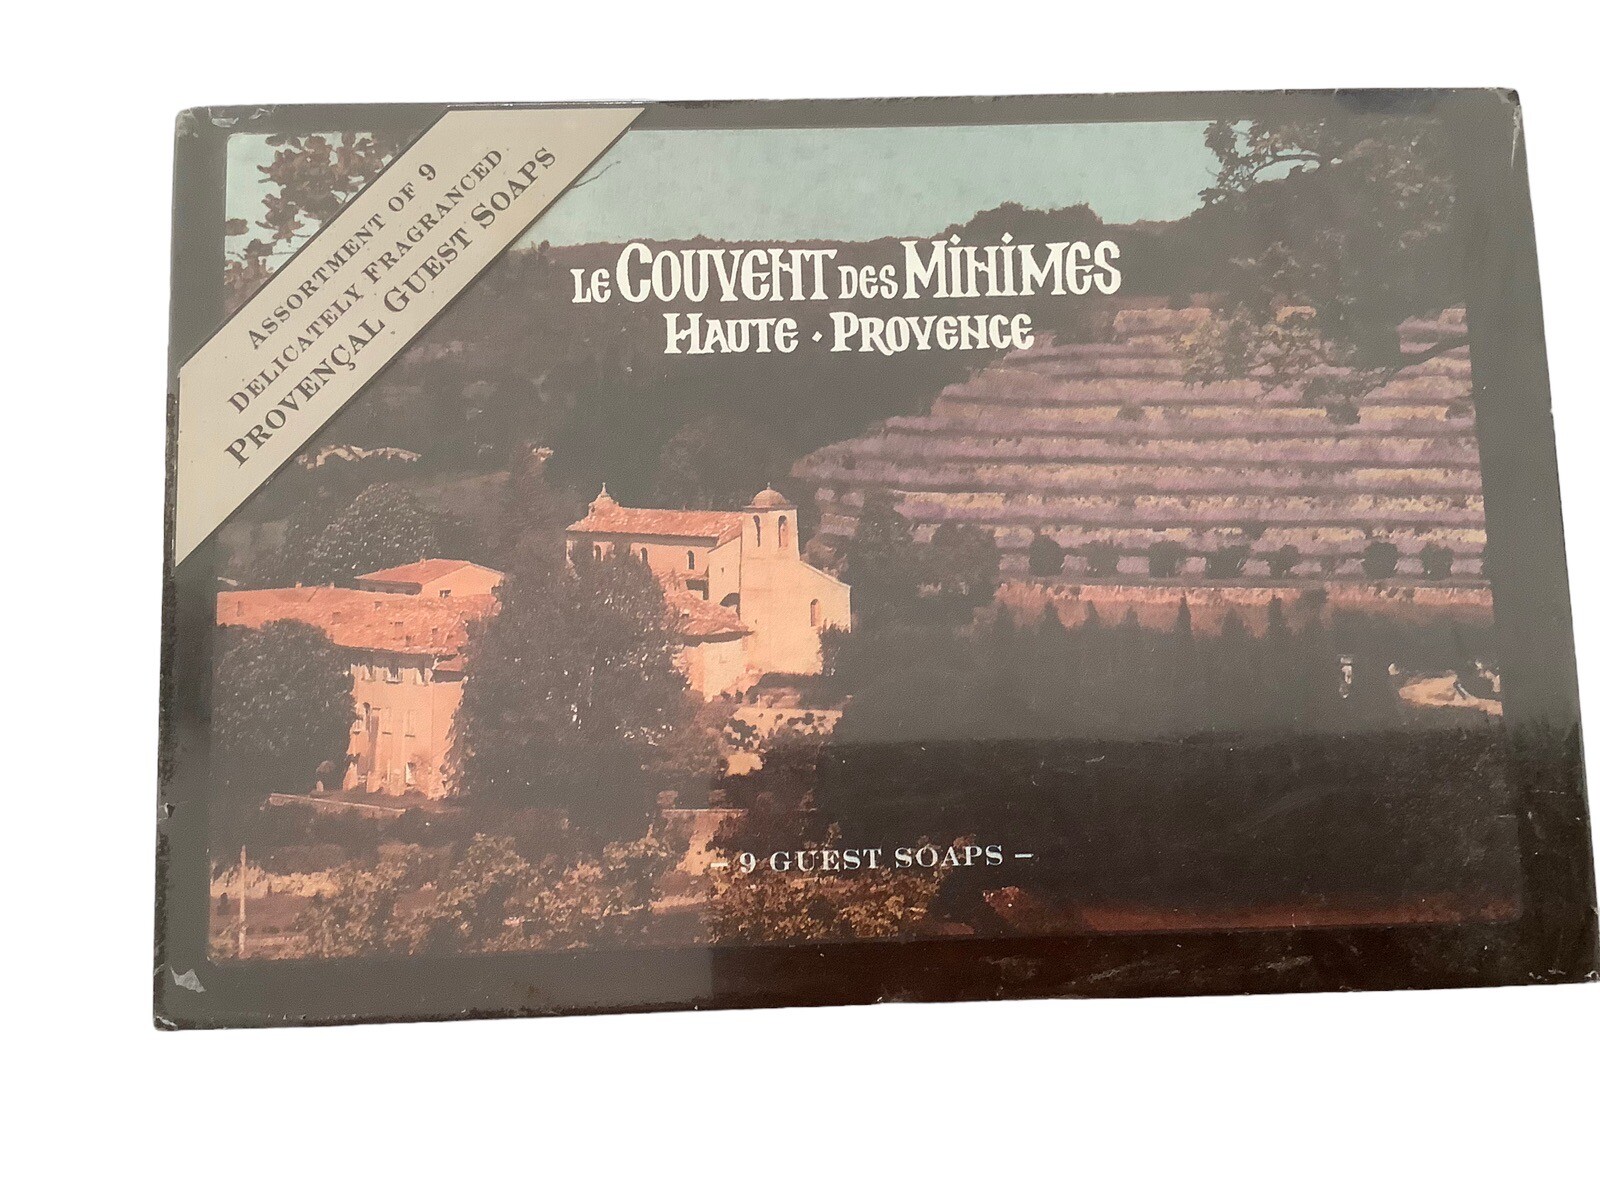 ASSORTMENT OF 9
DELICATELY FRAGRANCED
PROVENÇAL GUEST SOAPS
LE COUVENT DES MINIMES
HAUTE · PROVENCE
– 9 GUEST SOAPS –